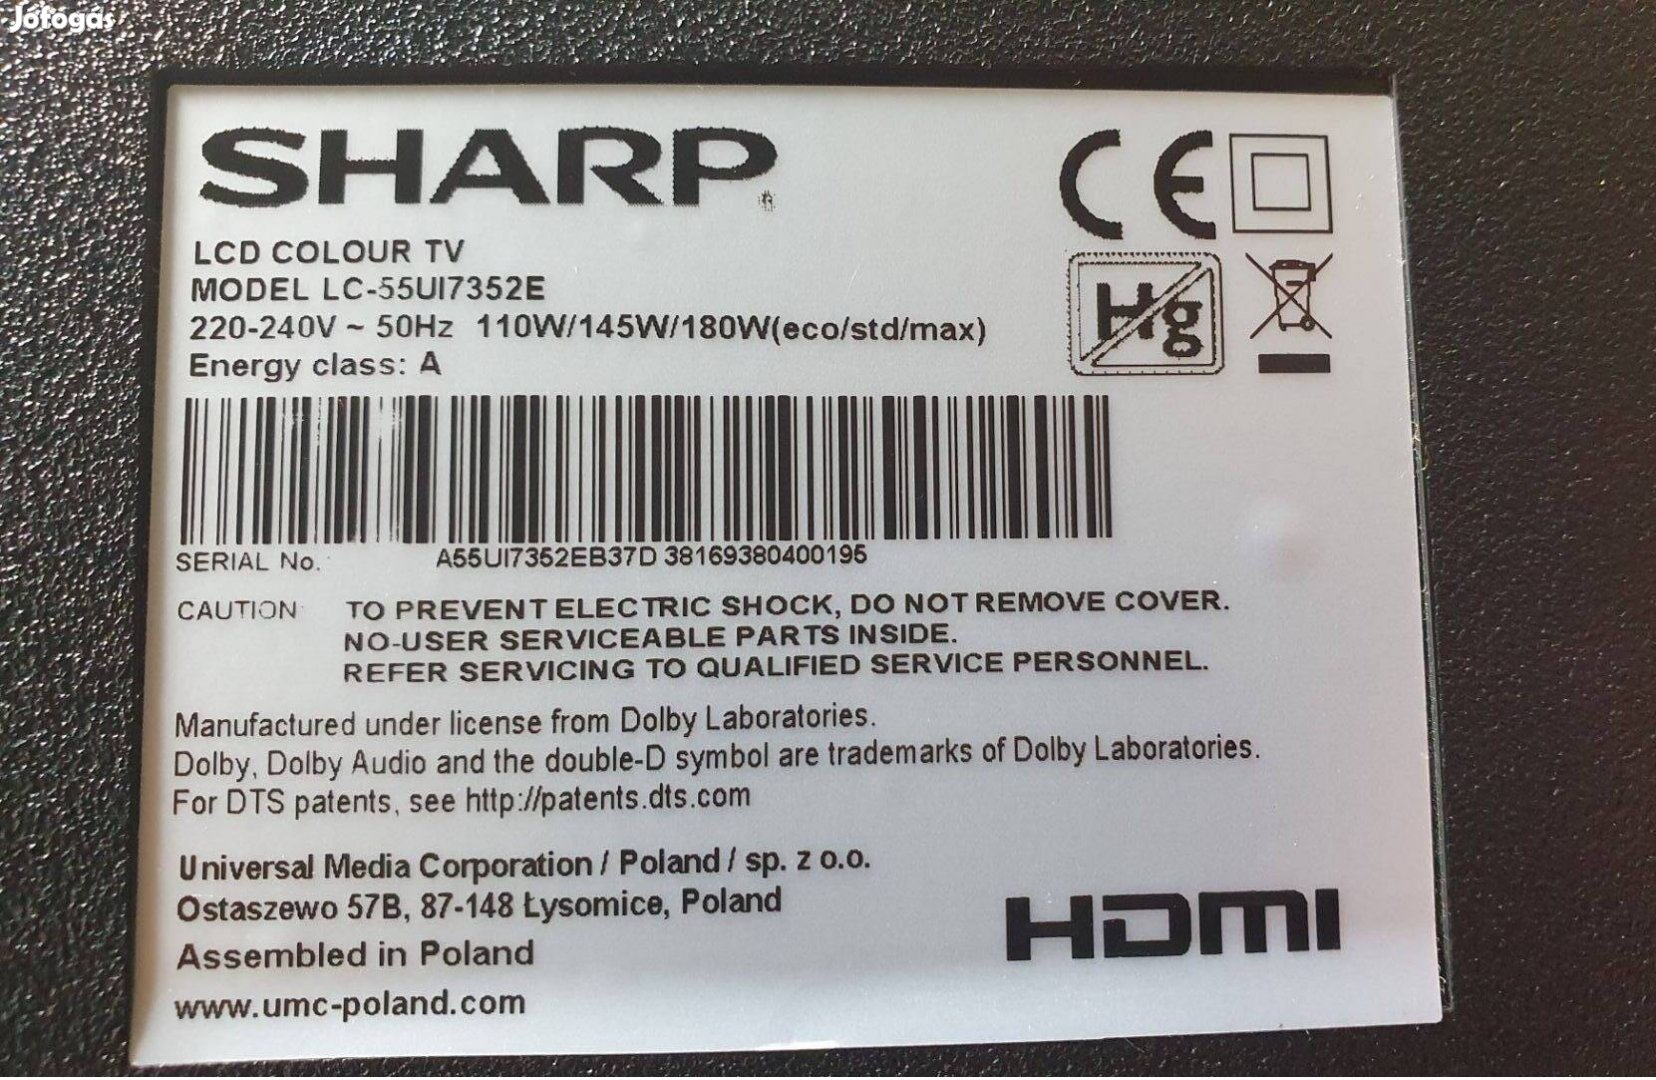 Jófogás
SHARP®
LCD COLOUR TV
MODEL LC-55UI7352E
220-240V ~ 50Hz 110W/145W/180W(eco/std/max)
Energy class: A
CE
Hg
SERIAL No. A55UI7352EB37D 38169380400195
CAUTION TO PREVENT ELECTRIC SHOCK, DO NOT REMOVE COVER.
NO-USER SERVICEABLE PARTS INSIDE.
REFER SERVICING TO QUALIFIED SERVICE PERSONNEL.
Manufactured under license from Dolby Laboratories.
Dolby, Dolby Audio and the double-D symbol are trademarks of Dolby Laboratories.
For DTS patents, see http://patents.dts.com
Universal Media Corporation / Poland / sp. z o.o.
Ostaszewo 57B, 87-148 Łysomice, Poland
Assembled in Poland
HDMI
www.umc-poland.com